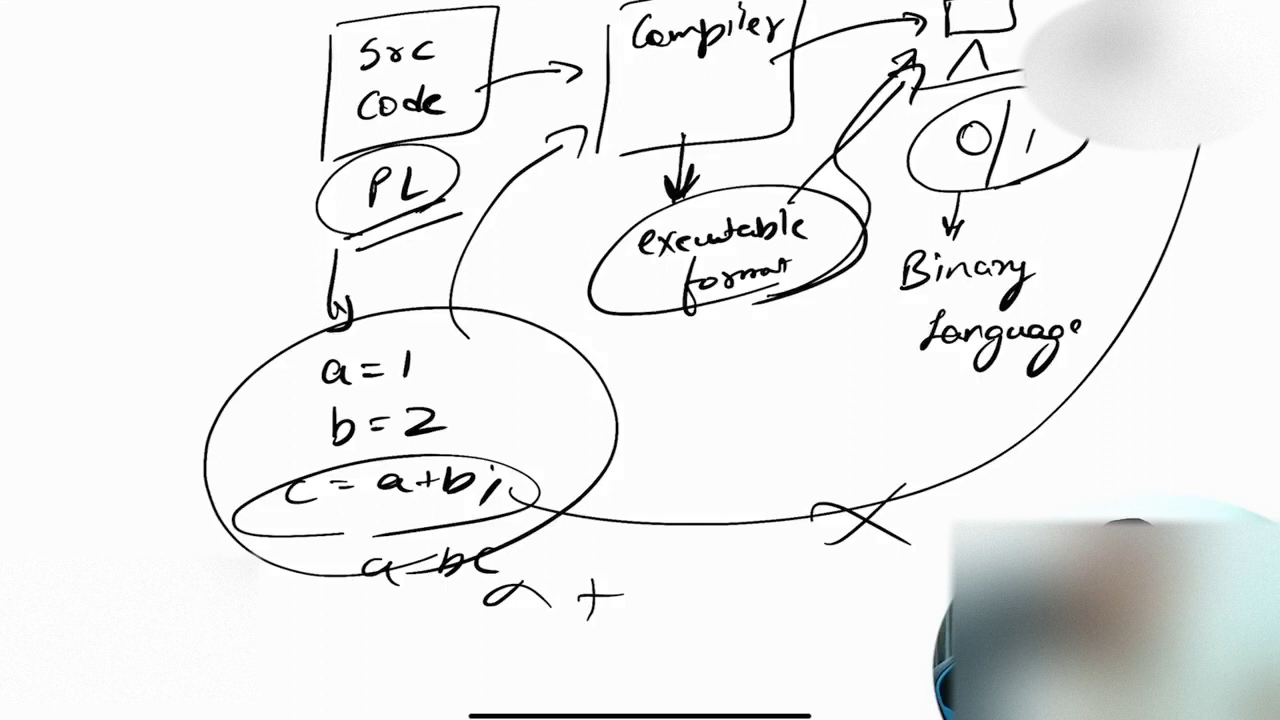 Src
Code
PL
Compiler
executable
format
0/1
Binary
Language
a = 1
b = 2
c = a+b;
+